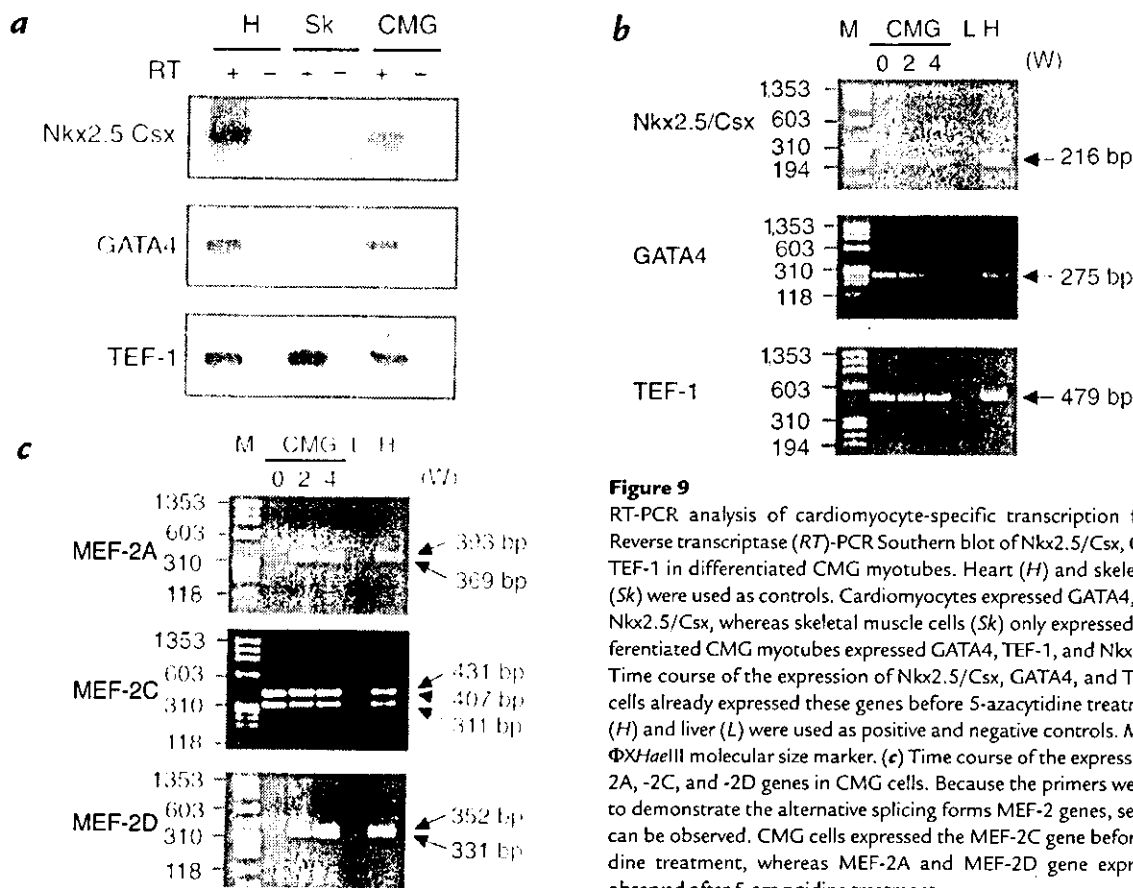 a
H Sk CMG
RT + − + − + −
Nkx2.5 Csx
GATA4
TEF-1
b
M CMG L H
0 2 4 (W)
Nkx2.5/Csx
1,353
603
310
194
216 bp
GATA4
1,353
603
310
118
275 bp
TEF-1
1,353
603
310
194
479 bp
c
M CMG L H
0 2 4 (W)
MEF-2A
1353
603
310
118
393 bp
369 bp
MEF-2C
1353
603
310
118
431 bp
407 bp
311 bp
MEF-2D
1353
603
310
118
352 bp
331 bp
Figure 9
RT-PCR analysis of cardiomyocyte-specific transcription
Reverse transcriptase (RT)-PCR Southern blot of Nkx2.5/Csx,
TEF-1 in differentiated CMG myotubes. Heart (H) and skele
(Sk) were used as controls. Cardiomyocytes expressed GATA4,
Nkx2.5/Csx, whereas skeletal muscle cells (Sk) only expressed
ferentiated CMG myotubes expressed GATA4, TEF-1, and Nkx
Time course of the expression of Nkx2.5/Csx, GATA4, and T
cells already expressed these genes before 5-azacytidine treatm
(H) and liver (L) were used as positive and negative controls. M
ΦXHaeIII molecular size marker. (c) Time course of the express
2A, -2C, and -2D genes in CMG cells. Because the primers we
to demonstrate the alternative splicing forms MEF-2 genes, se
can be observed. CMG cells expressed the MEF-2C gene before
dine treatment, whereas MEF-2A and MEF-2D gene expr
observed after 5-azacytidine treatment